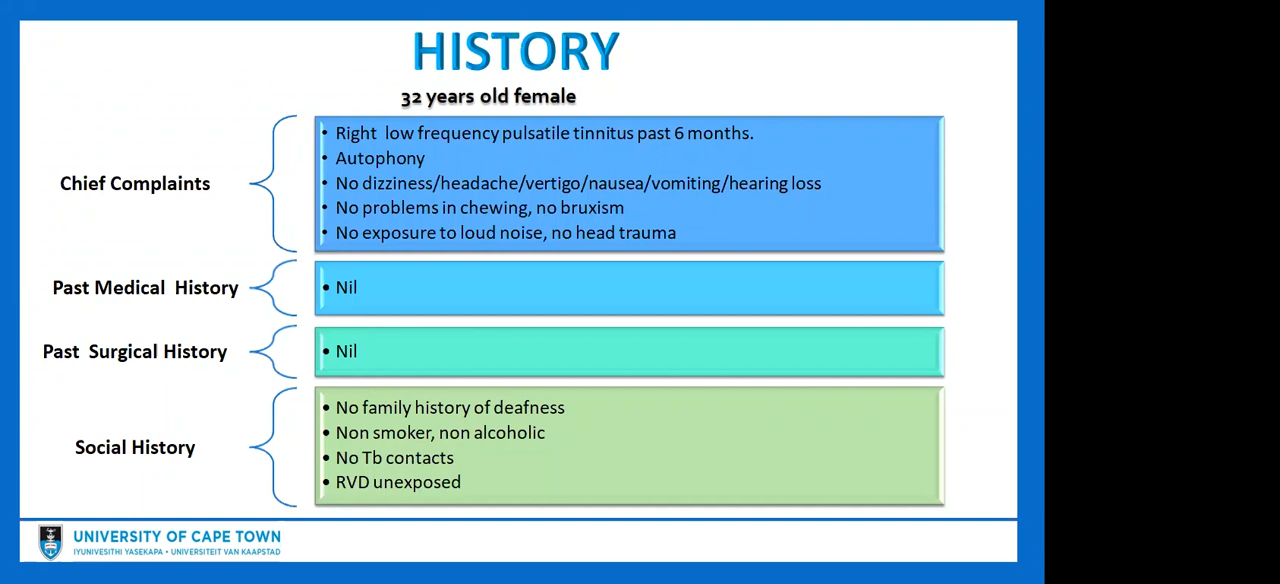 HISTORY
32 years old female
Chief Complaints
• Right low frequency pulsatile tinnitus past 6 months.
• Autophony
• No dizziness/headache/vertigo/nausea/vomiting/hearing loss
• No problems in chewing, no bruxism
• No exposure to loud noise, no head trauma
Past Medical History
• Nil
Past Surgical History
• Nil
Social History
• No family history of deafness
• Non smoker, non alcoholic
• No Tb contacts
• RVD unexposed
UNIVERSITY OF CAPE TOWN
IYUNIVESITHI YASEKAPA • UNIVERSITEIT VAN KAAPSTAD